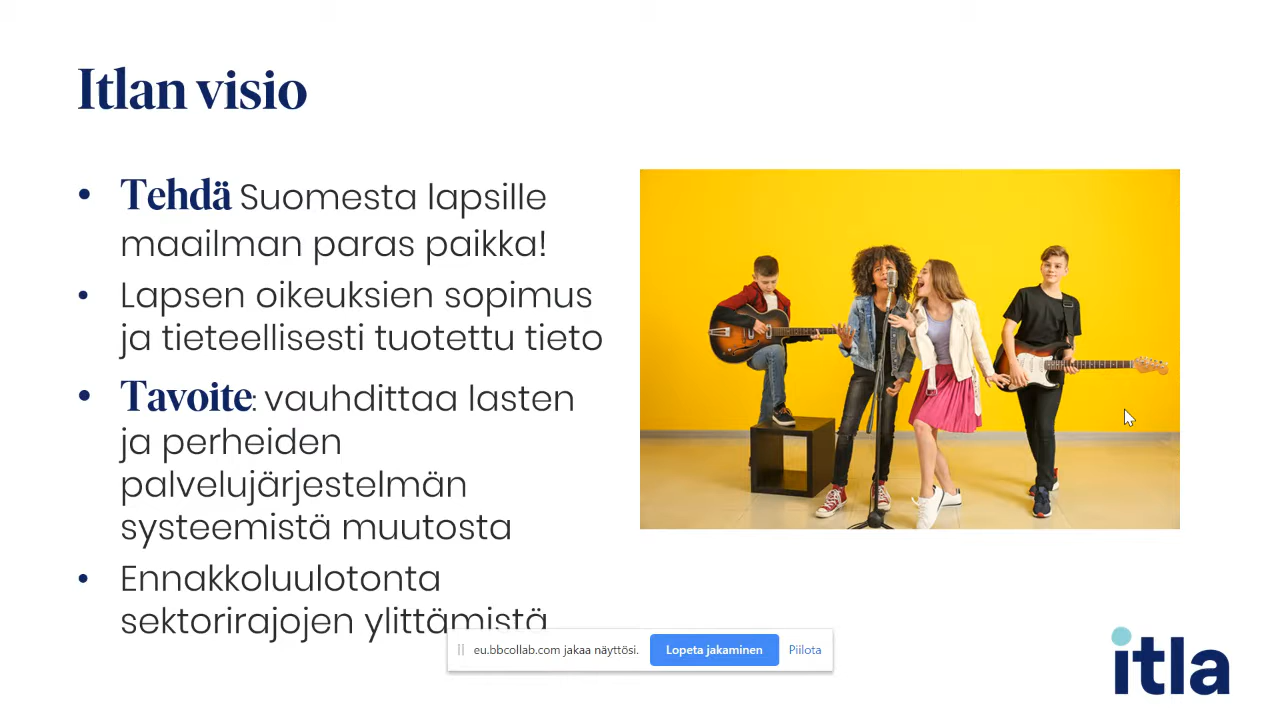 Itlan visio
• Tehdä Suomesta lapsille
maailman paras paikka!
• Lapsen oikeuksien sopimus
ja tieteellisesti tuotettu tieto
• Tavoite: vauhdittaa lasten
ja perheiden
palvelujärjestelmän
systeemistä muutosta
• Ennakkoluulotonta
sektorirajojen ylittämistä
eu.bbcollab.com jakaa näyttösi. Lopeta jakaminen Piilota
itla